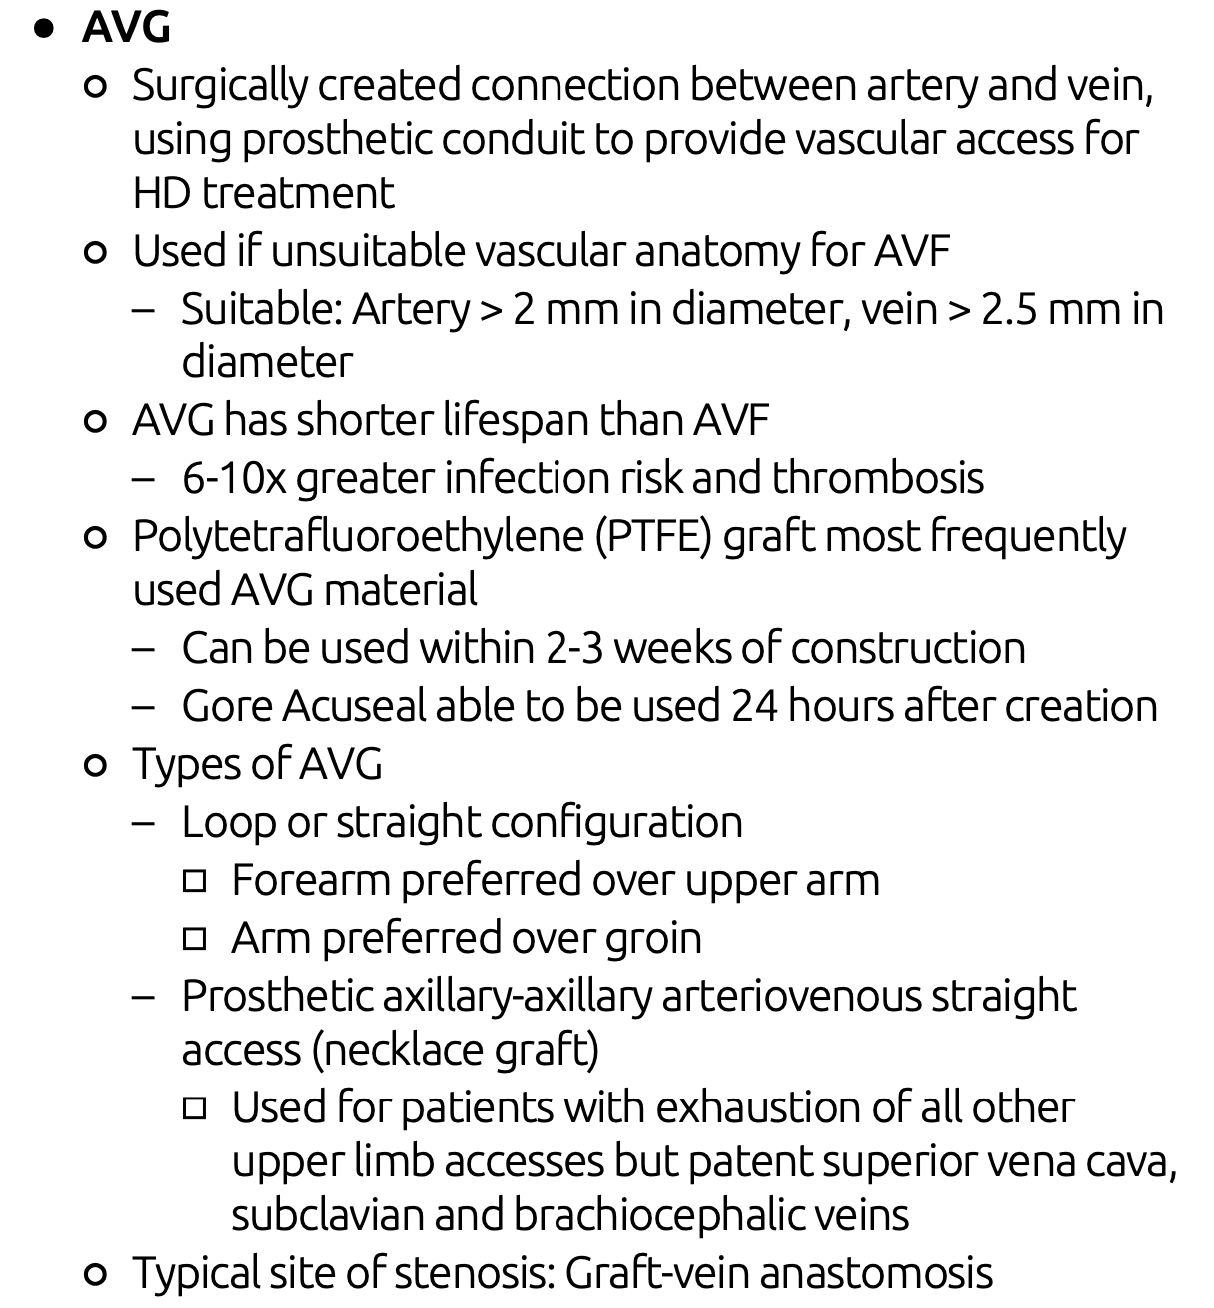 ● AVG
○ Surgically created connection between artery and vein,
using prosthetic conduit to provide vascular access for
HD treatment
○ Used if unsuitable vascular anatomy for AVF
– Suitable: Artery > 2 mm in diameter, vein > 2.5 mm in
diameter
○ AVG has shorter lifespan than AVF
– 6-10x greater infection risk and thrombosis
○ Polytetrafluoroethylene (PTFE) graft most frequently
used AVG material
– Can be used within 2-3 weeks of construction
– Gore Acuseal able to be used 24 hours after creation
○ Types of AVG
– Loop or straight configuration
□ Forearm preferred over upper arm
□ Arm preferred over groin
– Prosthetic axillary-axillary arteriovenous straight
access (necklace graft)
□ Used for patients with exhaustion of all other
upper limb accesses but patent superior vena cava,
subclavian and brachiocephalic veins
○ Typical site of stenosis: Graft-vein anastomosis